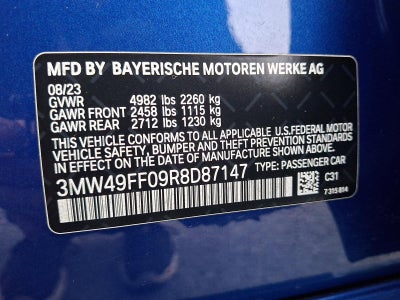 MFD BY BAYERISCHE MOTOREN WERKE AG
08/23
GVWR 4982 lbs 2260 kg
GAWR FRONT 2458 lbs 1115 kg
GAWR REAR 2712 lbs 1230 kg
THIS VEHICLE CONFORMS TO ALL APPLICABLE U.S.FEDERAL MOTOR
VEHICLE SAFETY, BUMPER, AND THEFT PREVENTION STANDARDS IN
EFFECT ON THE DATE OF MANUFACTURE SHOWN ABOVE.
3MW49FF09R8D87147 TYPE: PASSENGER CAR
C31
7315814